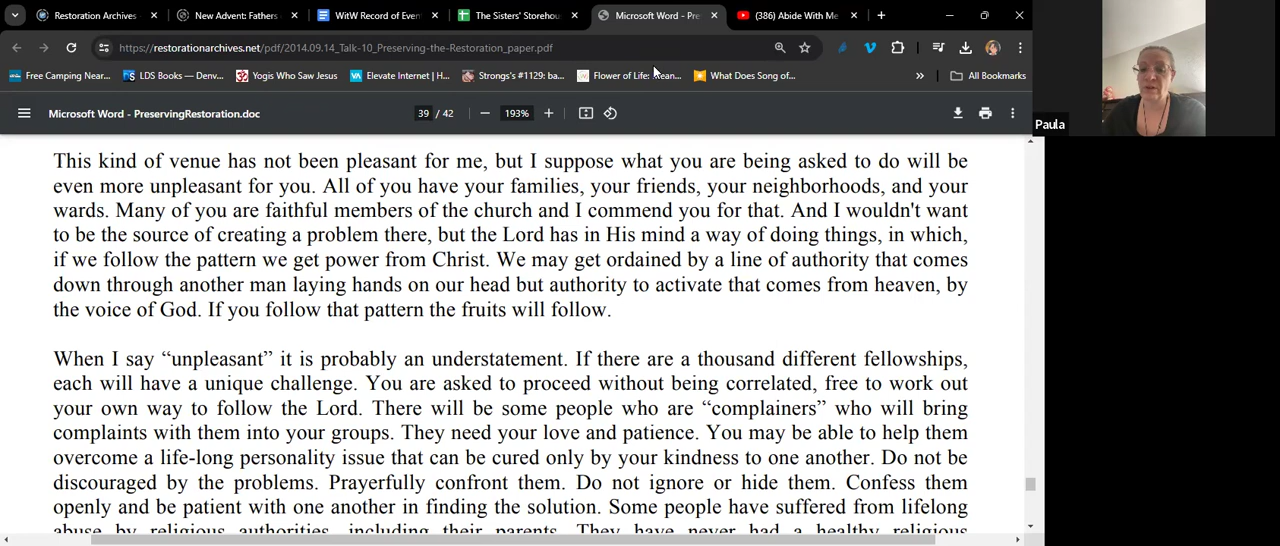 Restoration Archives -
New Advent: Fathers
WitW Record of Even
The Sisters' Storehou
Microsoft Word - Pre
(386) Abide With Me
https://restorationarchives.net/pdf/2014.09.14_Talk-10_Preserving-the-Restoration_paper.pdf
Free Camping Near...
LDS Books — Denv...
Yogis Who Saw Jesus
Elevate Internet | H...
Strong's #1129: ba...
Flower of Life: Mean...
What Does Song of...
All Bookmarks
Microsoft Word - PreservingRestoration.doc
39 / 42
193%
Paula
This kind of venue has not been pleasant for me, but I suppose what you are being asked to do will be
even more unpleasant for you. All of you have your families, your friends, your neighborhoods, and your
wards. Many of you are faithful members of the church and I commend you for that. And I wouldn't want
to be the source of creating a problem there, but the Lord has in His mind a way of doing things, in which,
if we follow the pattern we get power from Christ. We may get ordained by a line of authority that comes
down through another man laying hands on our head but authority to activate that comes from heaven, by
the voice of God. If you follow that pattern the fruits will follow.
When I say “unpleasant” it is probably an understatement. If there are a thousand different fellowships,
each will have a unique challenge. You are asked to proceed without being correlated, free to work out
your own way to follow the Lord. There will be some people who are “complainers” who will bring
complaints with them into your groups. They need your love and patience. You may be able to help them
overcome a life-long personality issue that can be cured only by your kindness to one another. Do not be
discouraged by the problems. Prayerfully confront them. Do not ignore or hide them. Confess them
openly and be patient with one another in finding the solution. Some people have suffered from lifelong
abuse by religious authorities, including their parents. They have never had a healthy religious